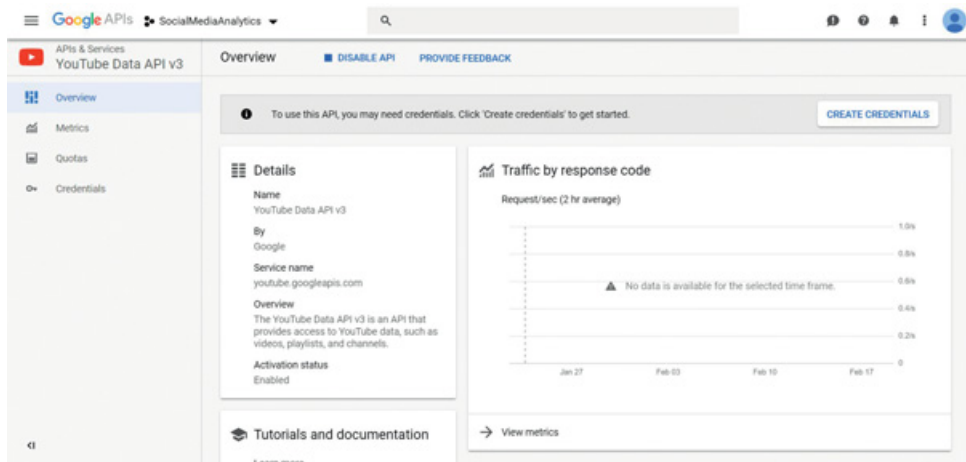 Google APIs SocialMediaAnalytics
APIs & Services
YouTube Data API v3
Overview DISABLE API PROVIDE FEEDBACK
Overview
Metrics
Quotas
Credentials
To use this API, you may need credentials. Click 'Create credentials' to get started. CREATE CREDENTIALS
Details
Name
YouTube Data API v3
By
Google
Service name
youtube.googleapis.com
Overview
The YouTube Data API v3 is an API that
provides access to YouTube data, such as
videos, playlists, and channels.
Activation status
Enabled
Tutorials and documentation
Learn more
Traffic by response code
Request/sec (2 hr average)
1.0/s
0.8/s
0.6/s
0.4/s
0.2/s
0
No data is available for the selected time frame.
Jan 27 Feb 03 Feb 10 Feb 17
View metrics